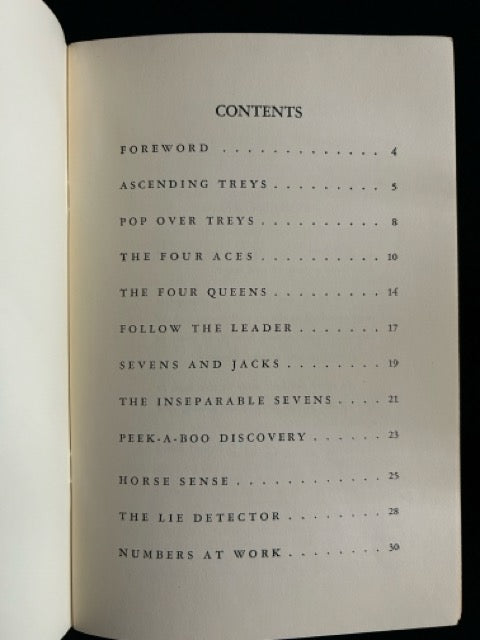 CONTENTS
FOREWORD . . . . . . . . . . . . . 4
ASCENDING TREYS . . . . . . . . . 5
POP OVER TREYS . . . . . . . . . . 8
THE FOUR ACES . . . . . . . . . . 10
THE FOUR QUEENS . . . . . . . . . 14
FOLLOW THE LEADER . . . . . . . 17
SEVENS AND JACKS . . . . . . . . 19
THE INSEPARABLE SEVENS . . . . 21
PEEK-A-BOO DISCOVERY . . . . . . 23
HORSE SENSE . . . . . . . . . . . . 25
THE LIE DETECTOR . . . . . . . . 28
NUMBERS AT WORK . . . . . . . . 30